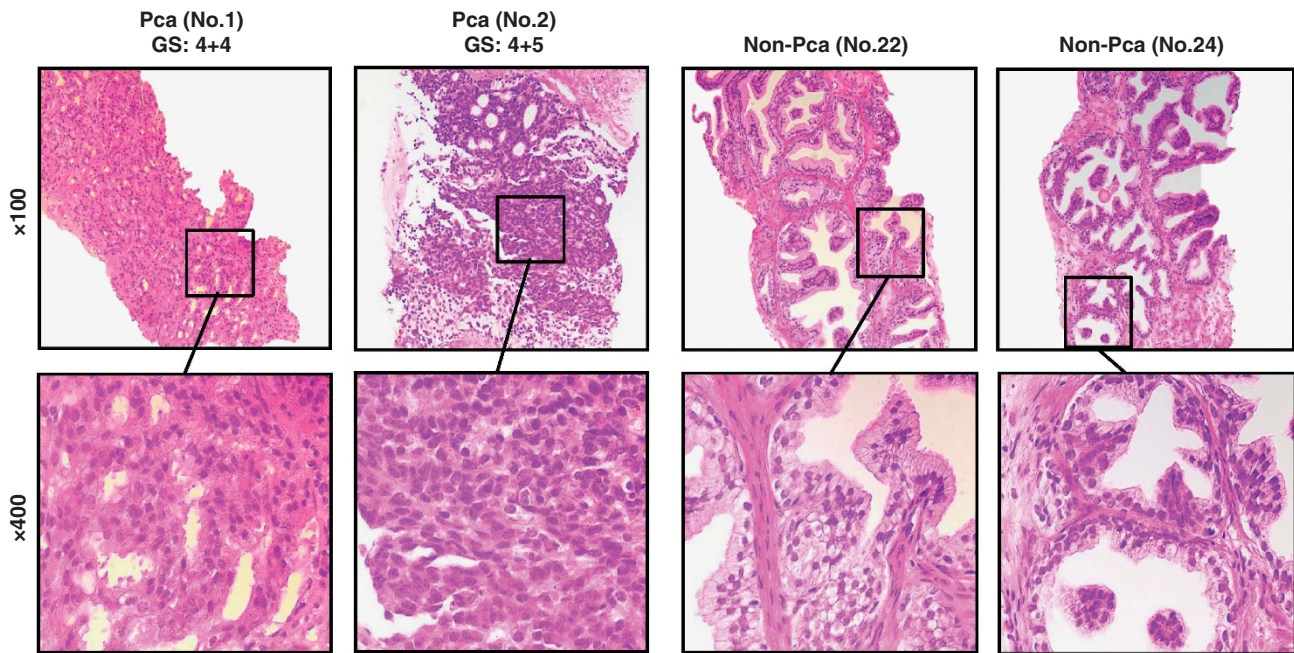 Pca (No.1)
GS: 4+4
Pca (No.2)
GS: 4+5
Non-Pca (No.22)
Non-Pca (No.24)
×100
×400